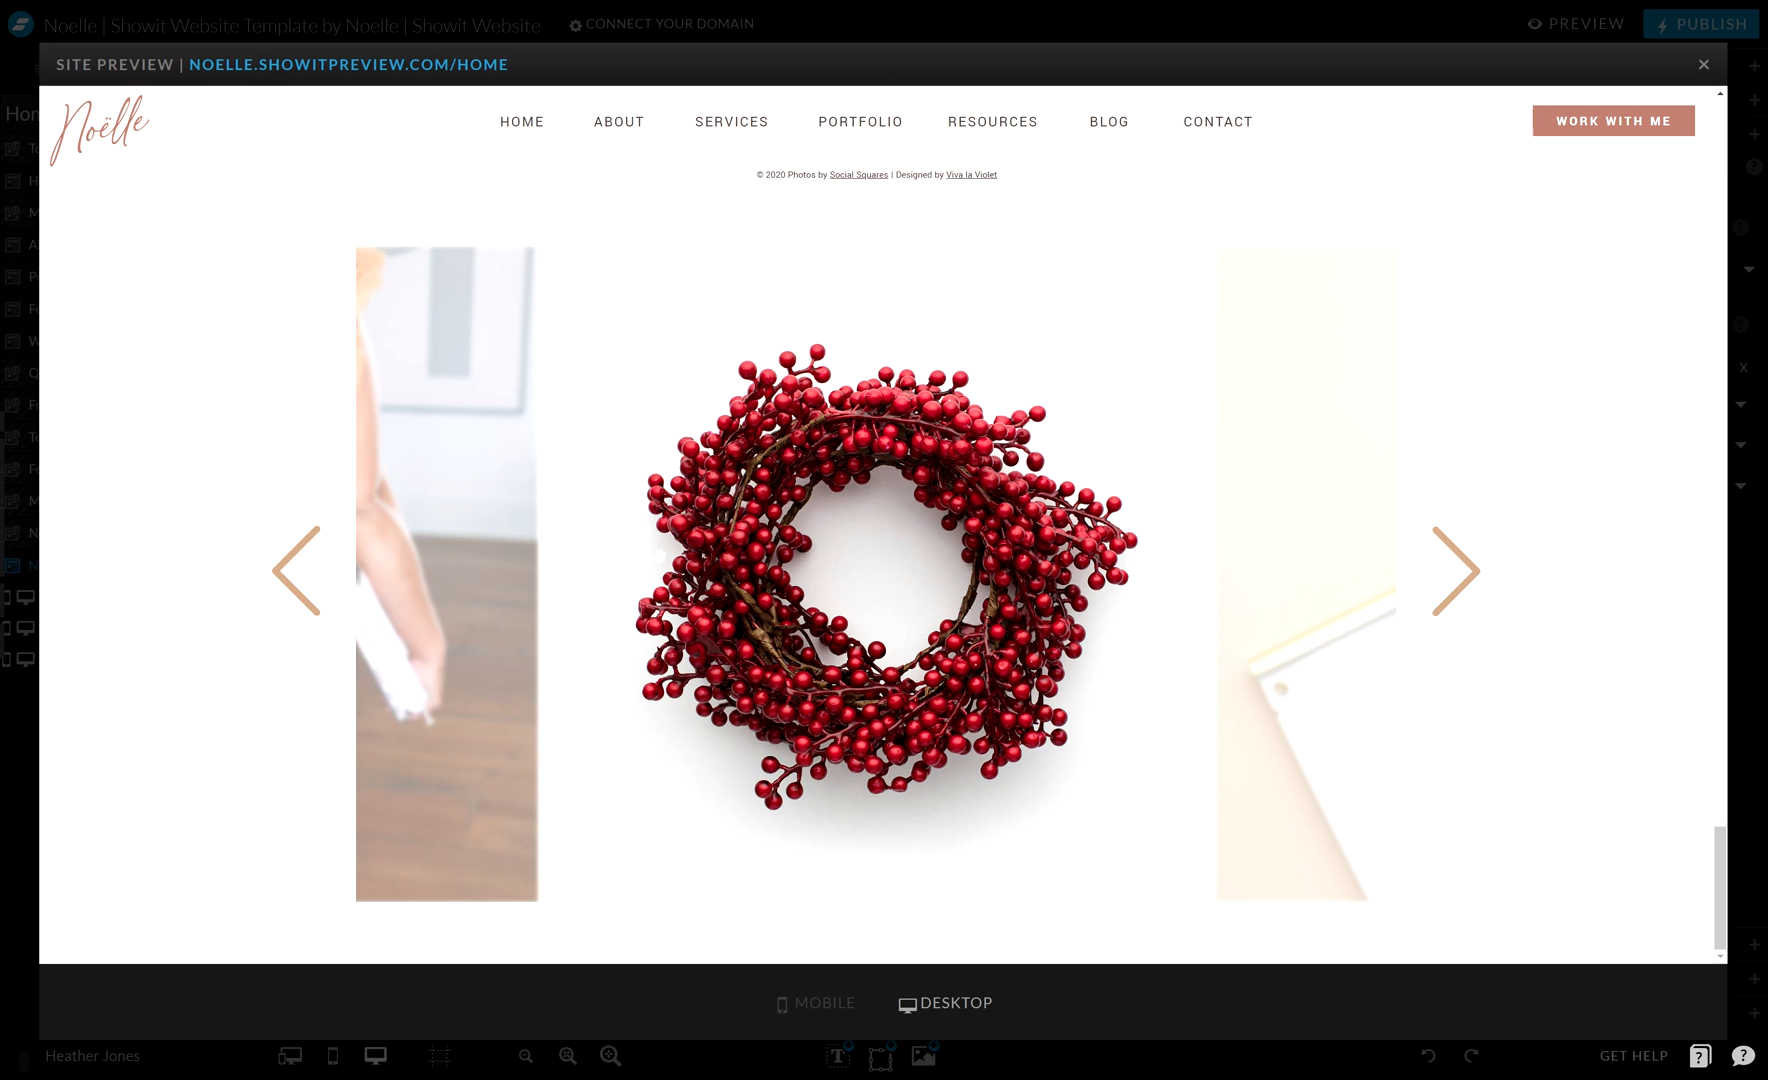 Noelle | Showit Website Template by Noelle | Showit Website
CONNECT YOUR DOMAIN
PREVIEW
PUBLISH
SITE PREVIEW | NOELLE.SHOWITPREVIEW.COM/HOME
Noëlle
HOME ABOUT SERVICES PORTFOLIO RESOURCES BLOG CONTACT
WORK WITH ME
© 2020 Photos by Social Squares | Designed by Viva la Violet
MOBILE DESKTOP
Heather Jones
GET HELP